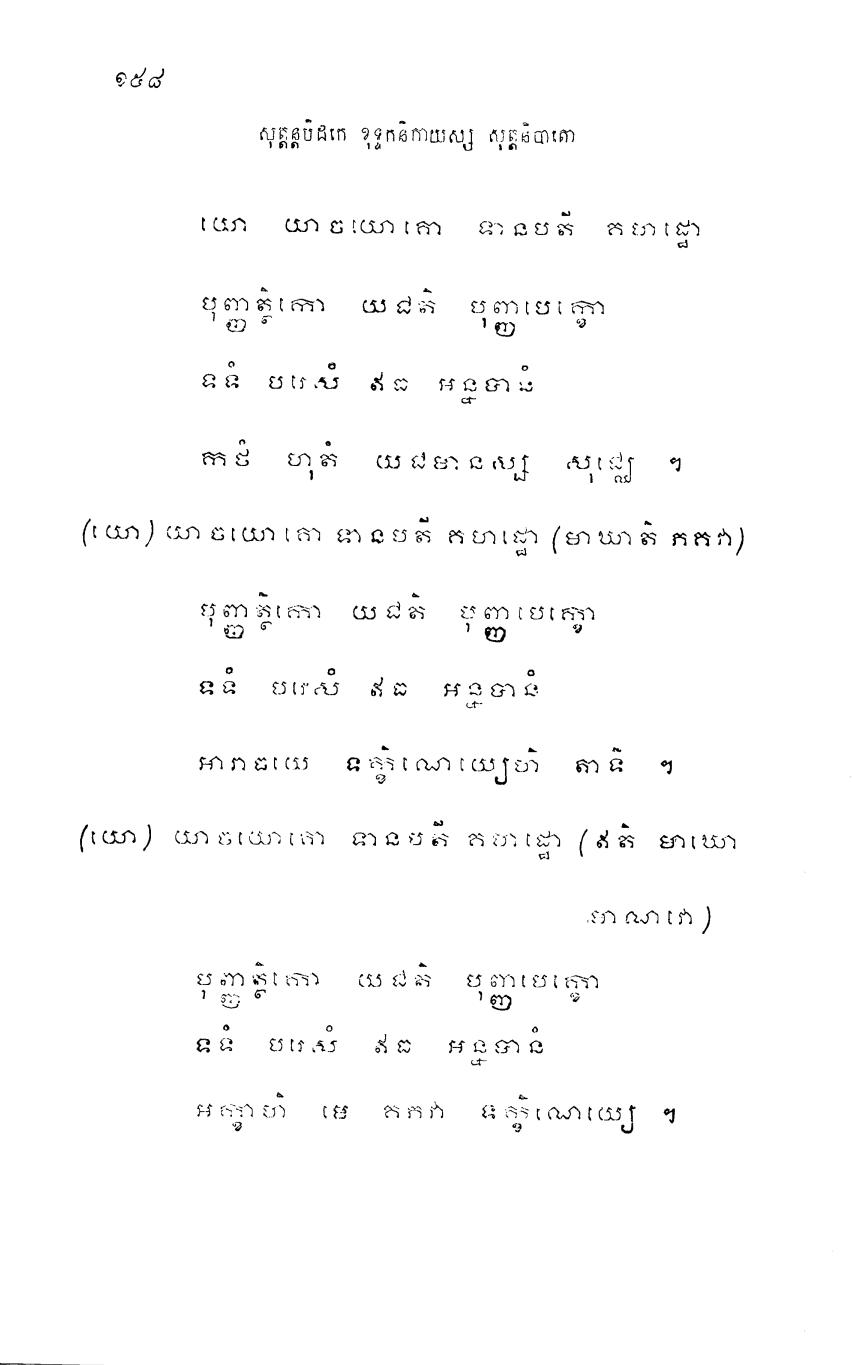 ១៥៨
សុត្តន្តបិដកេ ខុទ្ទកនិកាយស្ស សុត្តនិបាតោ
យោ យាចយោគោ ទានបតី គហដ្ឋោ
បុញ្ញត្ថិកោ យជតិ បុញ្ញបេក្ខោ
ទទំ បរេសំ ឥធ អន្នបានំ
កថំ ហុតំ យជមានស្ស សុជ្ឈេ ៗ
(យោ) យាចយោគោ ទានបតី គហដ្ឋោ (មាឃាតិ ភគវា)
បុញ្ញត្ថិកោ យជតិ បុញ្ញបេក្ខោ
ទទំ បរេសំ ឥធ អន្នបានំ
អារាធយេ ទក្ខិណេយ្យេហិ តាទិ ៗ
(យោ) យាចយោគោ ទានបតី គហដ្ឋោ (ឥតិ មាឃោ
មាណវោ)
បុញ្ញត្ថិកោ យជតិ បុញ្ញបេក្ខោ
ទទំ បរេសំ ឥធ អន្នបានំ
អក្ខាហិ មេ ភគវា ទក្ខិណេយ្យេ ៗ